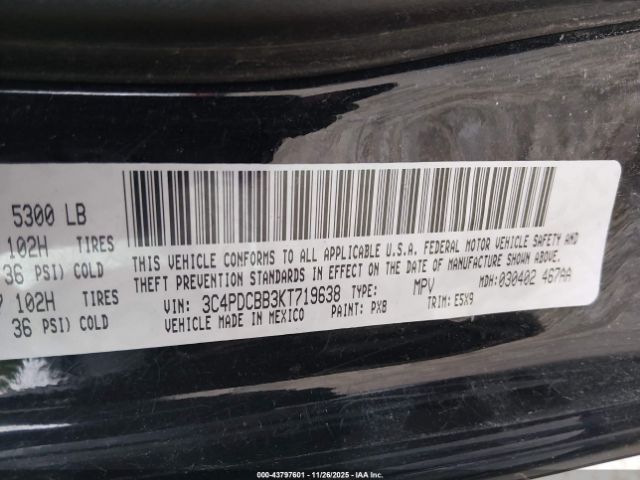 5300 LB
102H TIRES
36 PSI) COLD
102H TIRES
36 PSI) COLD
THIS VEHICLE CONFORMS TO ALL APPLICABLE U.S.A. FEDERAL MOTOR VEHICLE SAFETY AND
THEFT PREVENTION STANDARDS IN EFFECT ON THE DATE OF MANUFACTURE SHOWN ABOVE.
VIN: 3C4PDCBB3KT719638 TYPE: MPV MDH: 030402 467AA
VEHICLE MADE IN MEXICO PAINT: PX8 TRIM: E5X9
000-43797601 - 11/26/2025 - ©IAA, Inc.